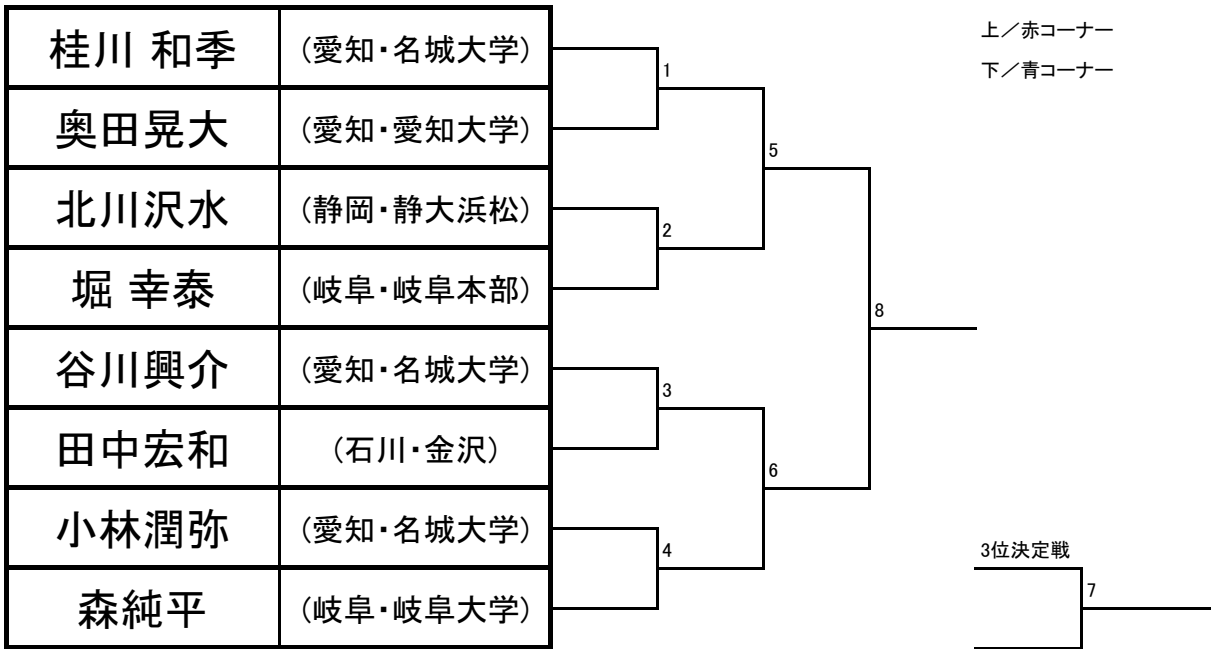 桂川 和季 (愛知・名城大学)
奥田晃大 (愛知・愛知大学)
北川沢水 (静岡・静大浜松)
堀 幸泰 (岐阜・岐阜本部)
谷川興介 (愛知・名城大学)
田中宏和 (石川・金沢)
小林潤弥 (愛知・名城大学)
森純平 (岐阜・岐阜大学)
1
2
3
4
5
6
8
上／赤コーナー
下／青コーナー
3位決定戦
7